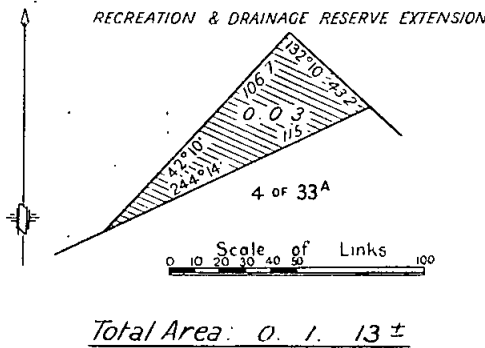 RECREATION & DRAINAGE RESERVE EXTENSION
132°10'·43·2
106·7
0. 0 3
115
42°10'
244°14'
4 OF 33A
Scale of Links
0 10 20 30 40 50 100
Total Area: 0. 1. 13 ±